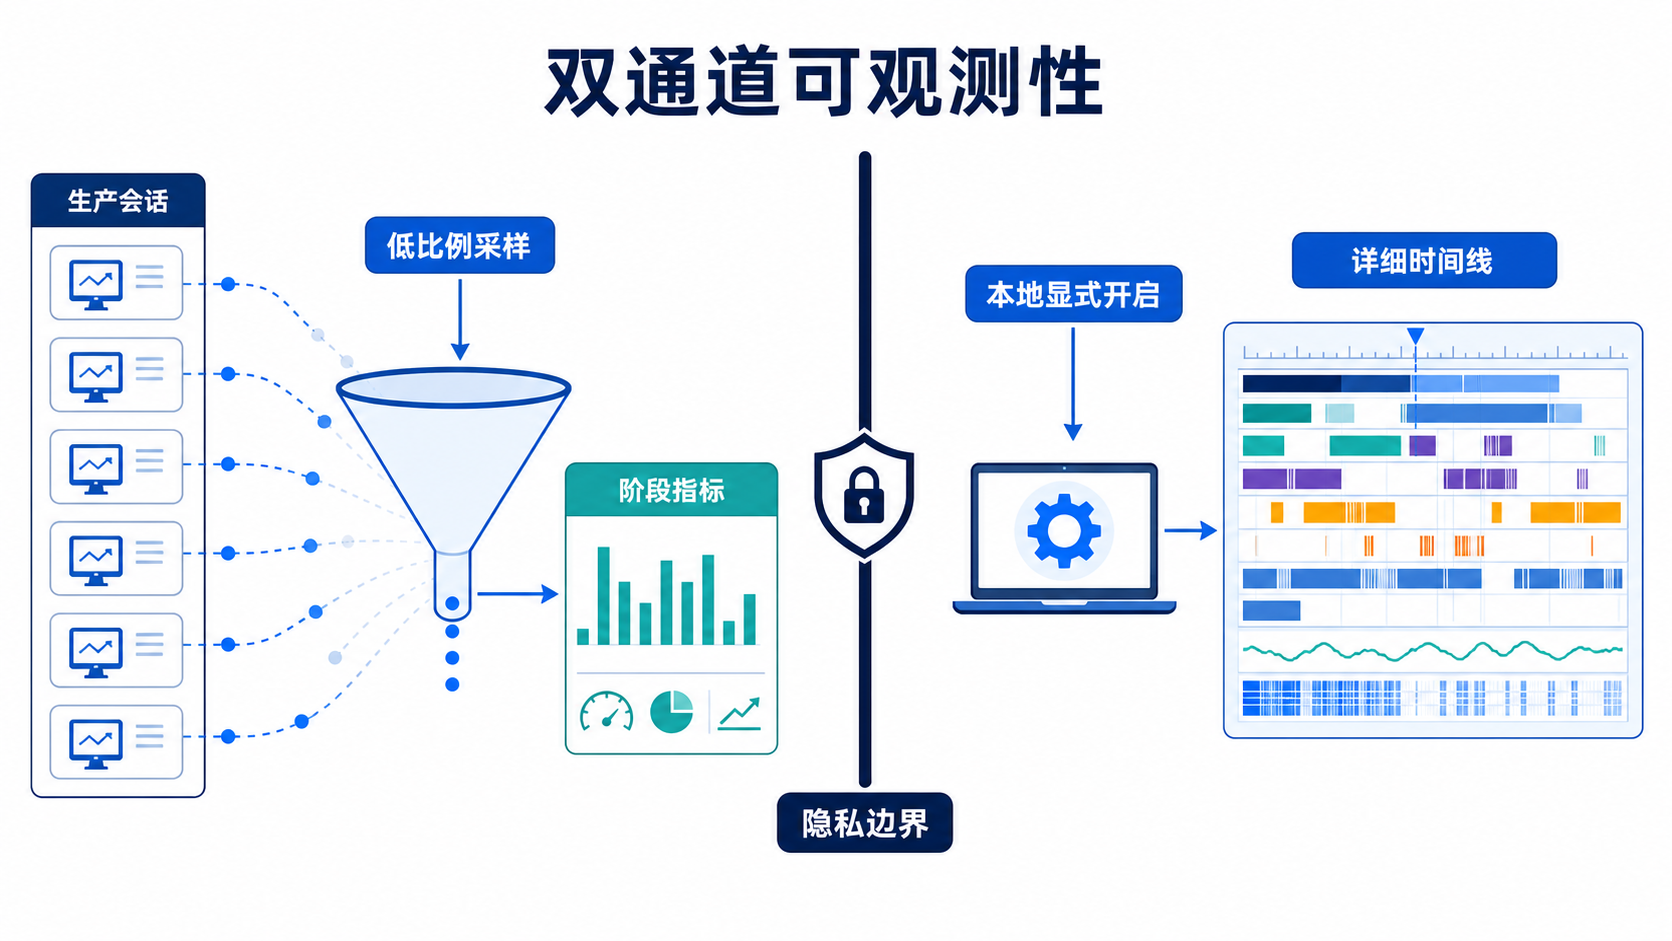 双通道可观测性
生产会话
低比例采样
阶段指标
隐私边界
本地显式开启
详细时间线